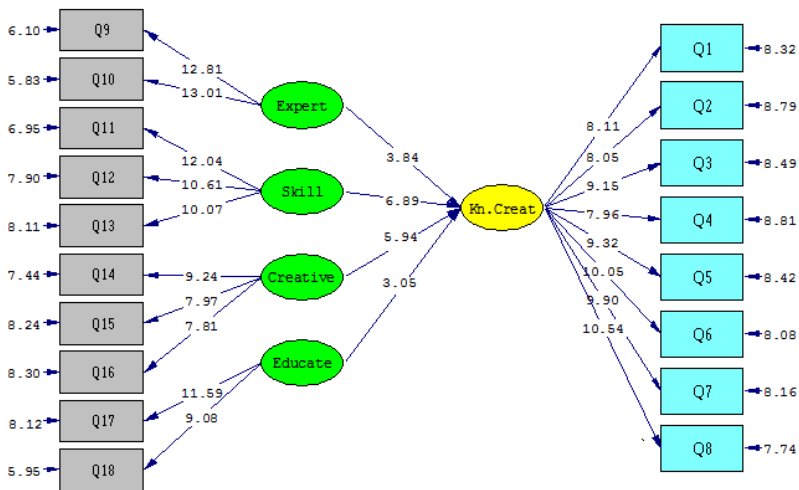 6.10
Q9
5.83
Q10
6.95
Q11
7.90
Q12
8.11
Q13
7.44
Q14
8.24
Q15
8.30
Q16
8.12
Q17
5.95
Q18
12.81
13.01
12.04
10.61
10.07
9.24
7.97
7.81
11.59
9.08
Expert
Skill
Creative
Educate
3.84
6.89
5.94
3.05
Kn.Creat
8.11
8.05
9.15
7.96
9.32
10.05
9.90
10.54
Q1
8.32
Q2
8.79
Q3
8.49
Q4
8.81
Q5
8.42
Q6
8.08
Q7
8.16
Q8
7.74